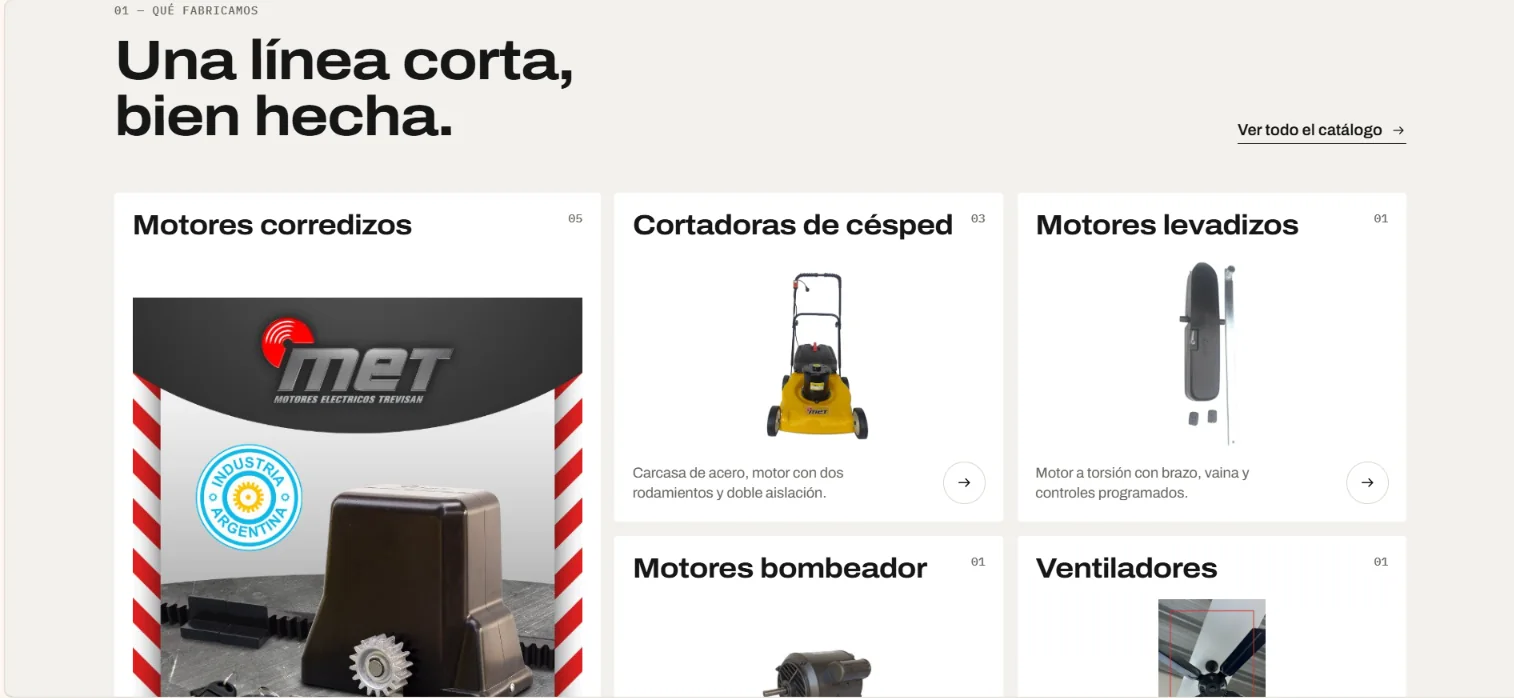 01 — QUÉ FABRICAMOS
Una línea corta,
bien hecha.
Ver todo el catálogo →
Motores corredizos
05
met
MOTORES ELECTRICOS TREVISAN
INDUSTRIA
ARGENTINA
Cortadoras de césped
03
met
Carcasa de acero, motor con dos
rodamientos y doble aislación.
→
Motores levadizos
01
Motor a torsión con brazo, vaina y
controles programados.
→
Motores bombeador
01
Ventiladores
01